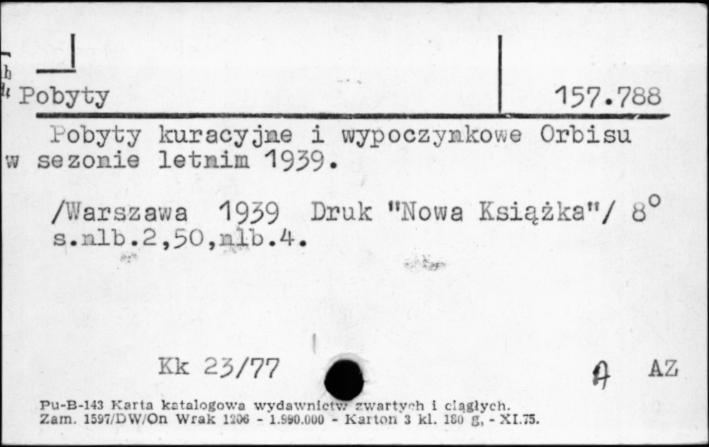 Pobyty 157.788
Pobyty kuracyjne i wypoczynkowe Orbisu
w sezonie letnim 1939.
/Warszawa 1939 Druk "Nowa Książka"/ 8°
s.nlb.2,50,nlb.4.
Kk 23/77 A AZ
Pu-B-143 Karta katalogowa wydawnictw zwartych i ciągłych.
Zam. 1597/DW/On Wrak 1206 - 1.990.000 - Karton 3 kl. 180 g, - XI.75.